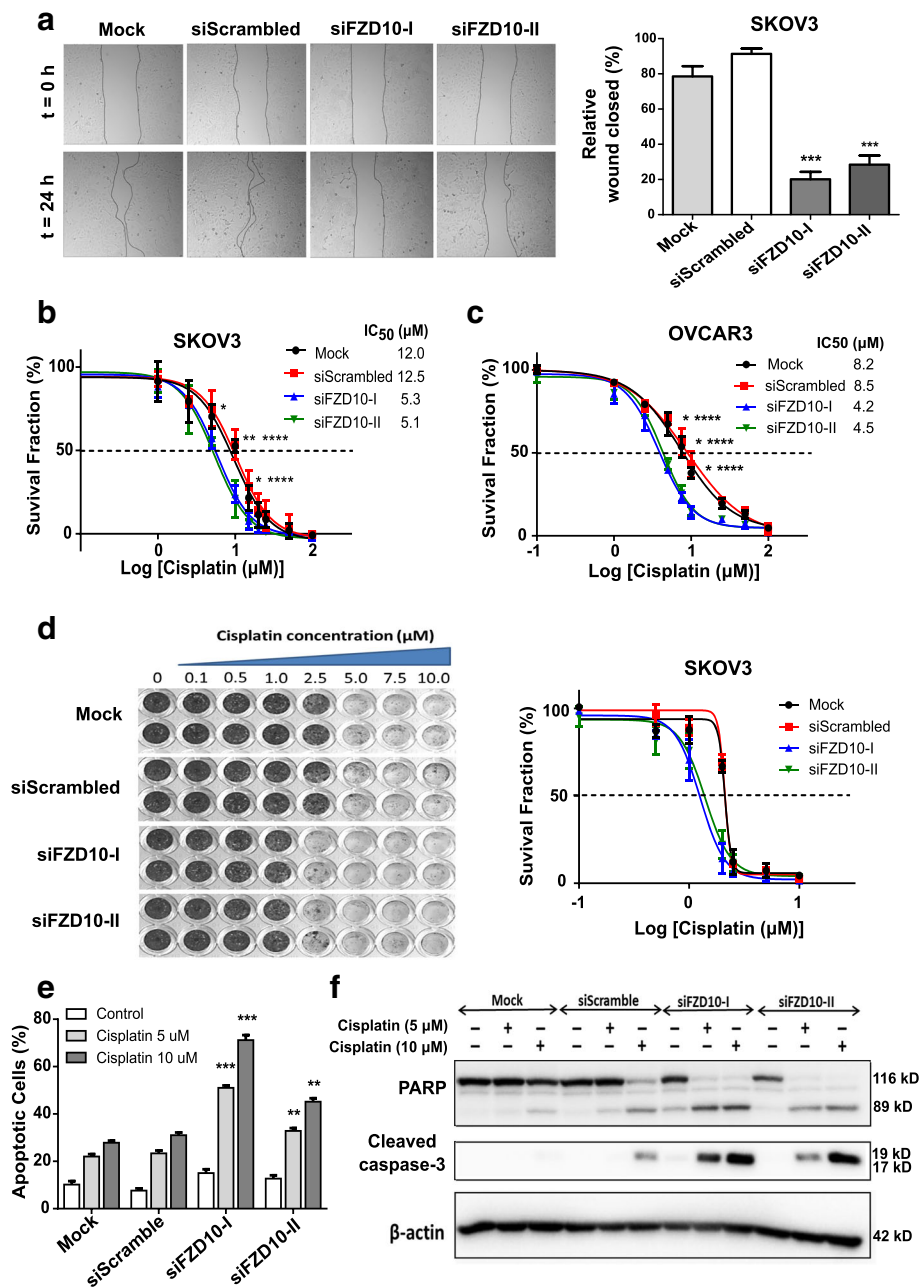 a
Mock siScrambled siFZD10-I siFZD10-II
t = 0 h
t = 24 h
SKOV3
Relative
wound closed (%)
100
80
60
40
20
0
***
***
Mock
siScrambled
siFZD10-I
siFZD10-II
b
SKOV3
IC50 (µM)
Mock 12.0
siScrambled 12.5
siFZD10-I 5.3
siFZD10-II 5.1
Suvival Fraction (%)
100
50
0
*
** ****
* ****
0 1 2
Log [Cisplatin (µM)]
c
OVCAR3
IC50 (µM)
Mock 8.2
siScrambled 8.5
siFZD10-I 4.2
siFZD10-II 4.5
Suvival Fraction (%)
100
50
0
* ****
* ****
* ****
-1 0 1 2
Log [Cisplatin (µM)]
d
Cisplatin concentration (µM)
0 0.1 0.5 1.0 2.5 5.0 7.5 10.0
Mock
siScrambled
siFZD10-I
siFZD10-II
SKOV3
Mock
siScrambled
siFZD10-I
siFZD10-II
Suvival Fraction (%)
100
50
0
-1 0 1
Log [Cisplatin (µM)]
e
Control
Cisplatin 5 uM
Cisplatin 10 uM
Apoptotic Cells (%)
80
60
40
20
0
***
***
**
**
Mock
siScramble
siFZD10-I
siFZD10-II
f
Mock siScramble siFZD10-I siFZD10-II
Cisplatin (5 µM) − + − − + − − + − − + −
Cisplatin (10 µM) − − + − − + − − + − − +
PARP
116 kD
89 kD
Cleaved
caspase-3
19 kD
17 kD
β-actin
42 kD